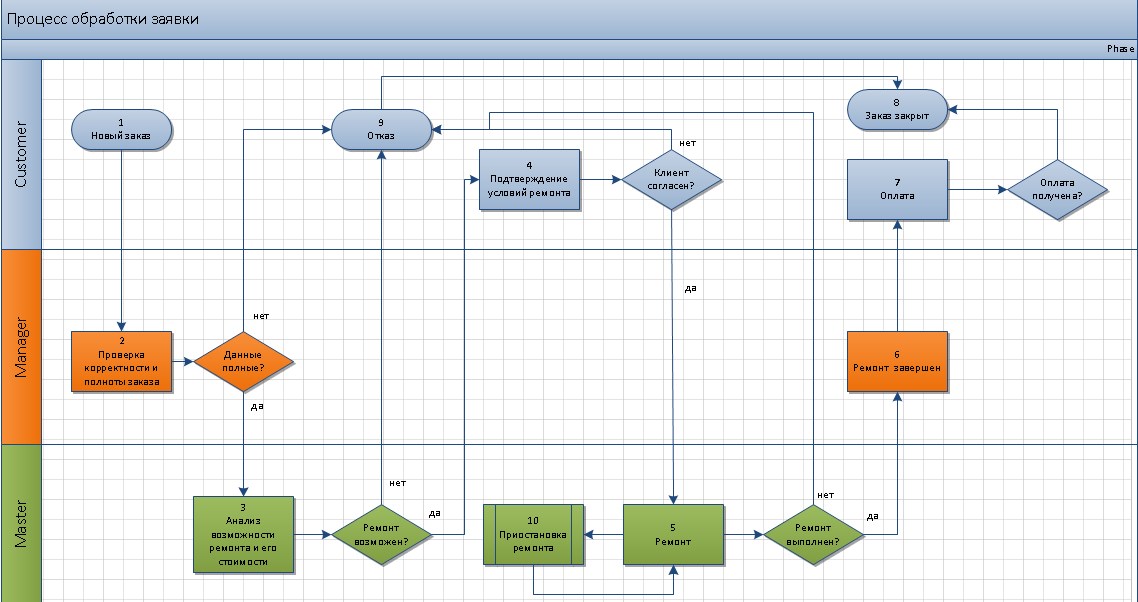 Процесс обработки заявки
Phase
Customer
1
Новый заказ
9
Отказ
8
Заказ закрыт
4
Подтверждение
условий ремонта
Клиент
согласен?
нет
7
Оплата
Оплата
получена?
да
Manager
2
Проверка
корректности и
полноты заказа
Данные
полные?
нет
да
6
Ремонт завершен
Master
3
Анализ
возможности
ремонта и его
стоимости
Ремонт
возможен?
нет
да
10
Приостановка
ремонта
5
Ремонт
Ремонт
выполнен?
нет
да